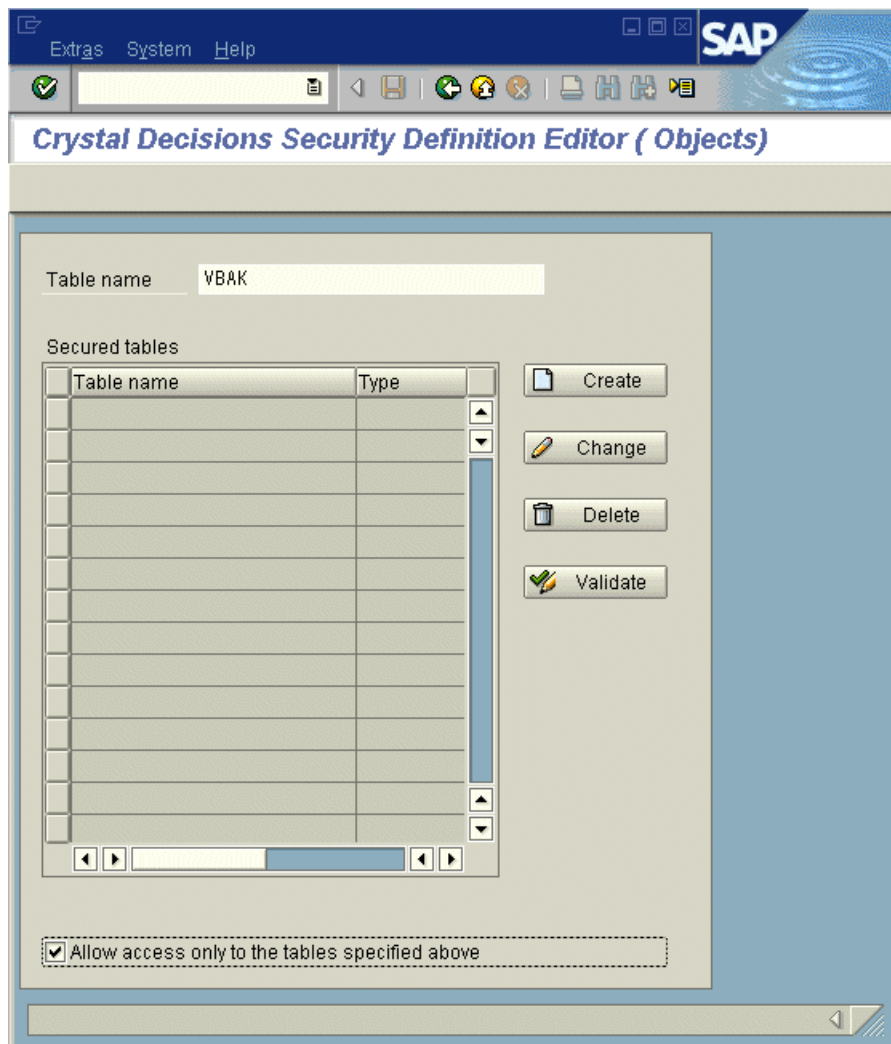 Extras System Help
SAP
Crystal Decisions Security Definition Editor ( Objects)
Table name VBAK
Secured tables
Table name Type
Create
Change
Delete
Validate
Allow access only to the tables specified above